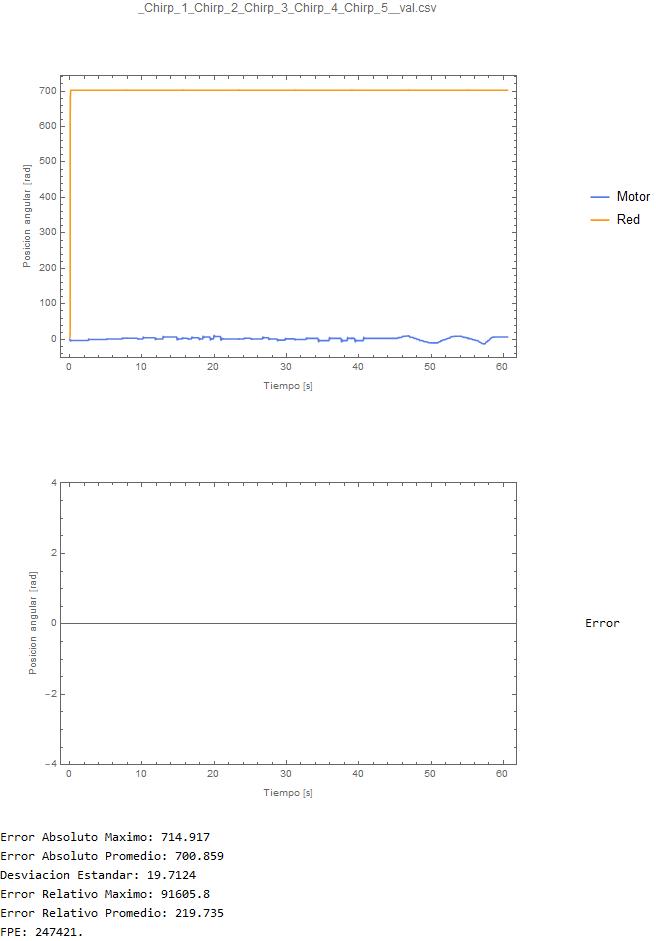 _Chirp_1_Chirp_2_Chirp_3_Chirp_4_Chirp_5__val.csv
700
600
500
400
300
200
100
0
Posicion angular [rad]
0 10 20 30 40 50 60
Tiempo [s]
Motor
Red
4
2
0
-2
-4
Posicion angular [rad]
0 10 20 30 40 50 60
Tiempo [s]
Error
Error Absoluto Maximo: 714.917
Error Absoluto Promedio: 700.859
Desviacion Estandar: 19.7124
Error Relativo Maximo: 91605.8
Error Relativo Promedio: 219.735
FPE: 247421.